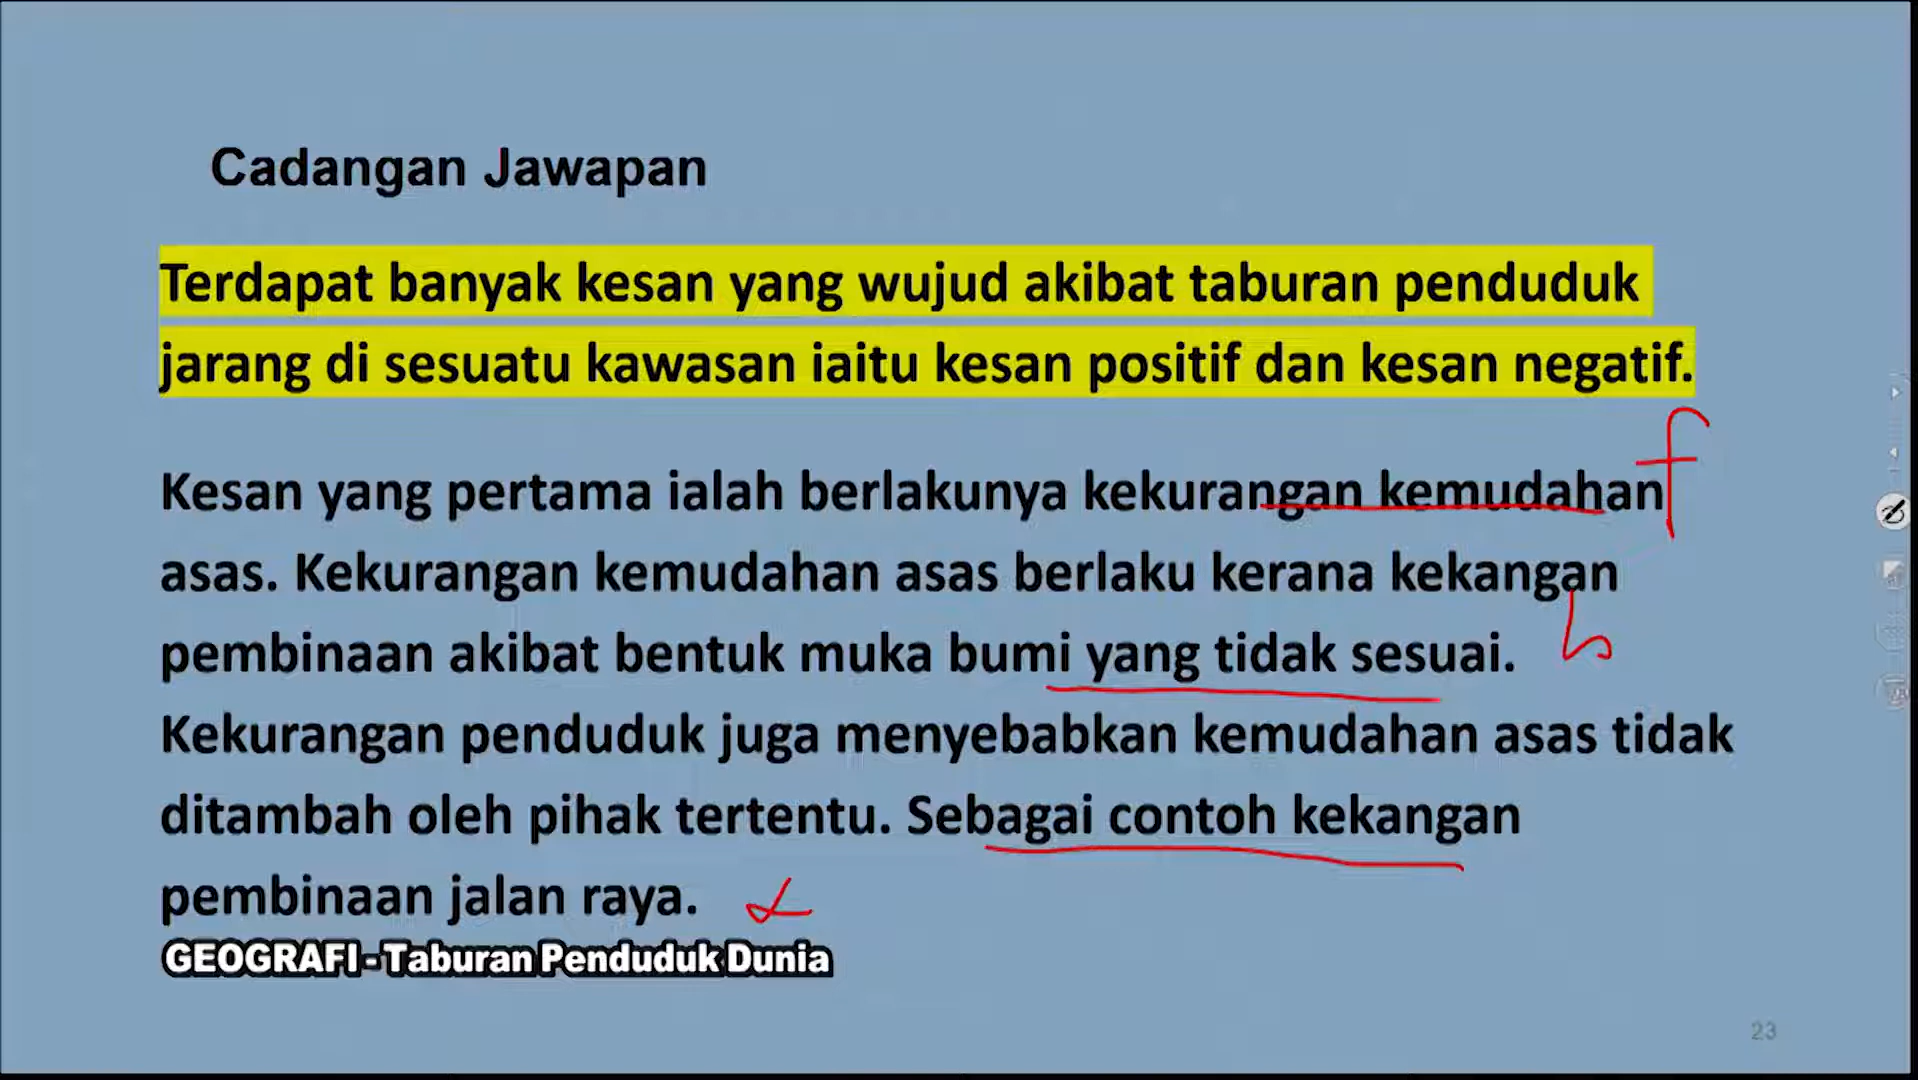 Cadangan Jawapan
Terdapat banyak kesan yang wujud akibat taburan penduduk
jarang di sesuatu kawasan iaitu kesan positif dan kesan negatif.
Kesan yang pertama ialah berlakunya kekurangan kemudahan f
asas. Kekurangan kemudahan asas berlaku kerana kekangan
pembinaan akibat bentuk muka bumi yang tidak sesuai. h
Kekurangan penduduk juga menyebabkan kemudahan asas tidak
ditambah oleh pihak tertentu. Sebagai contoh kekangan
pembinaan jalan raya.
GEOGRAFI - Taburan Penduduk Dunia
23